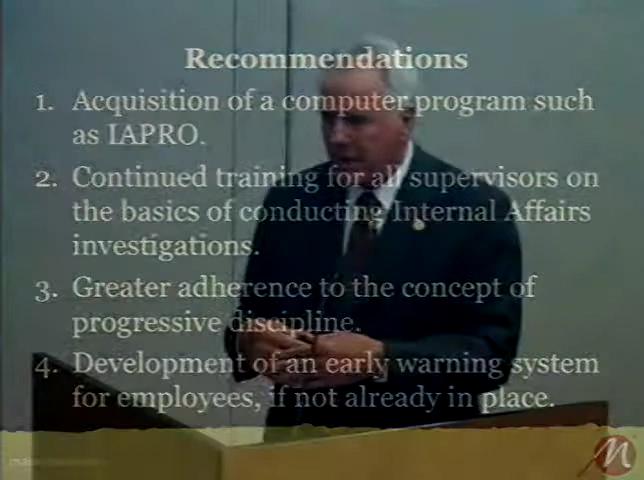 Recommendations
1. Acquisition of a computer program such
as IAPRO.
2. Continued training for all supervisors on
the basics of conducting Internal Affairs
investigations.
3. Greater adherence to the concept of
progressive discipline.
4. Development of an early warning system
for employees, if not already in place.